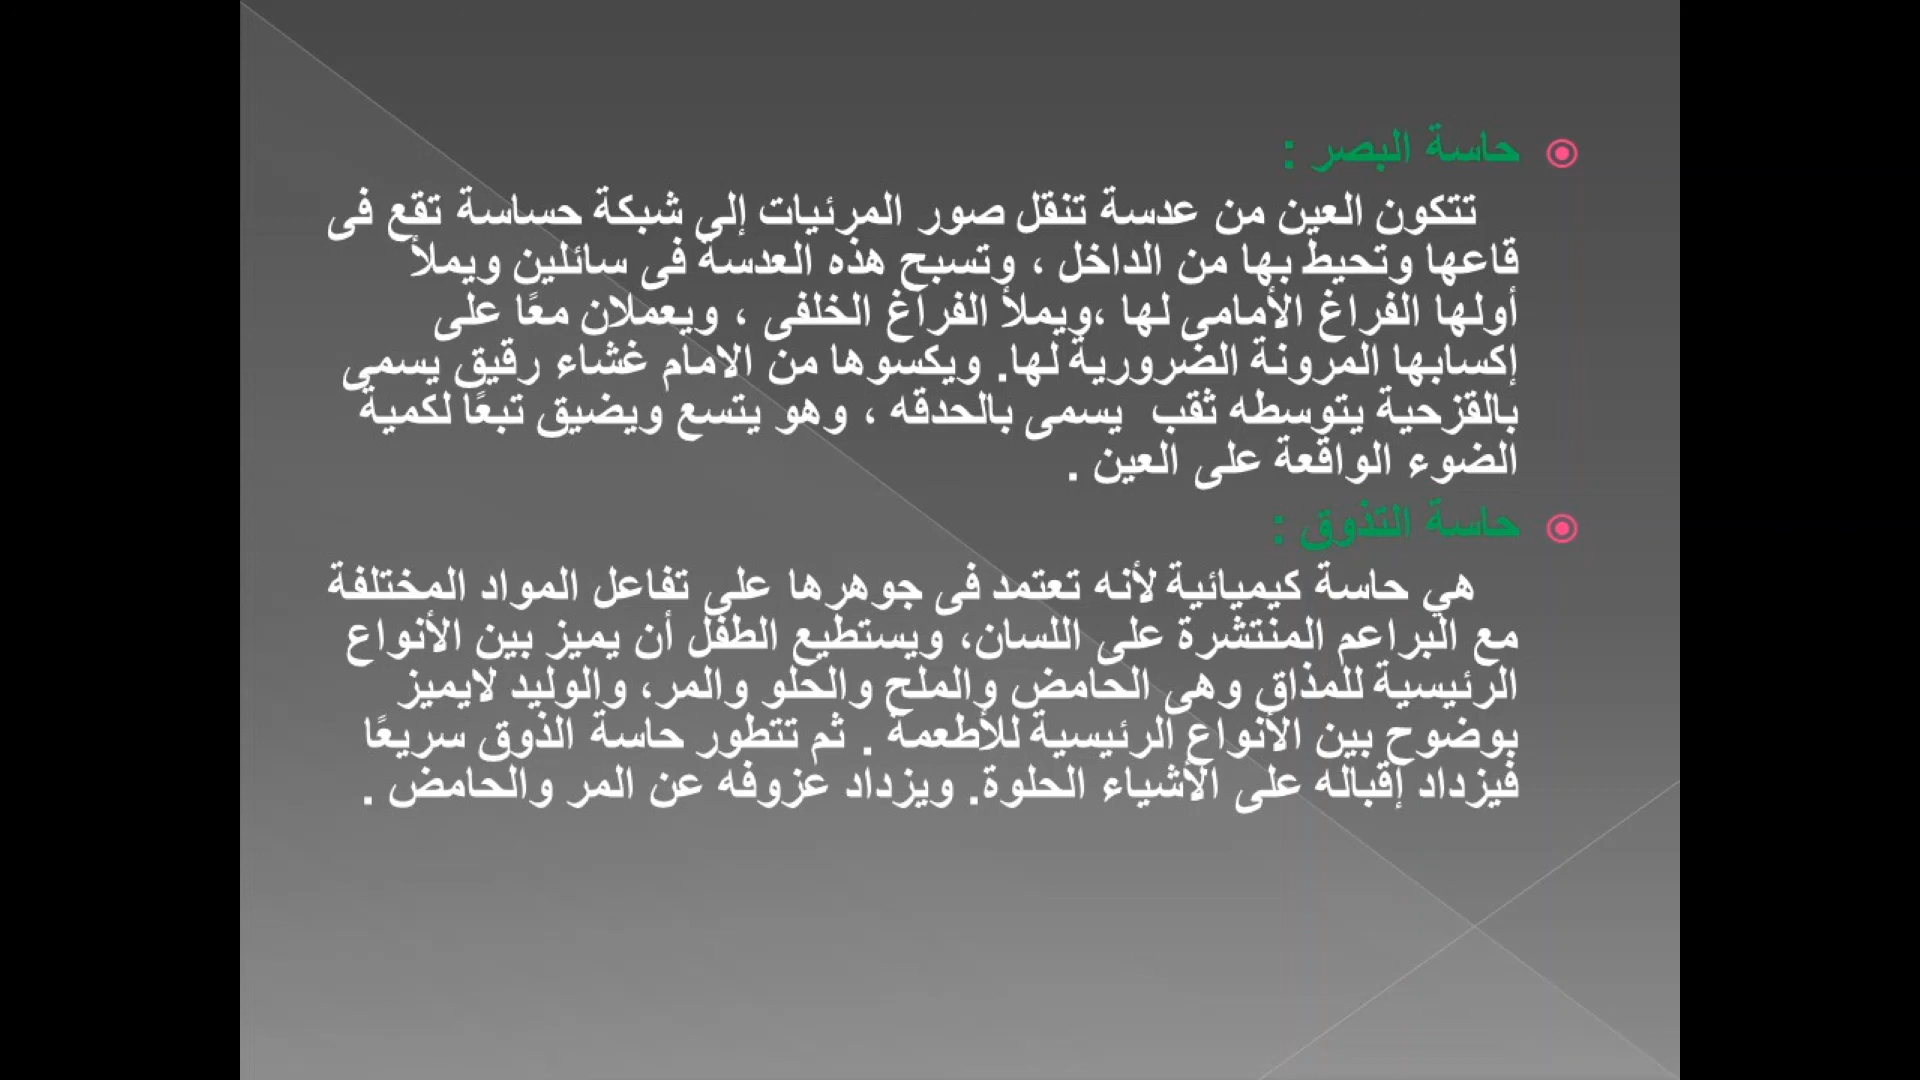 حاسة البصر :
تتكون العين من عدسة تنقل صور المرئيات إلى شبكة حساسة تقع فى
قاعها وتحيط بها من الداخل ، وتسبح هذه العدسة فى سائلين ويملأ
أولها الفراغ الأمامى لها ،ويملأ الفراغ الخلفى ، ويعملان معًا على
إكسابها المرونة الضرورية لها. ويكسوها من الامام غشاء رقيق يسمى
بالقزحية يتوسطه ثقب يسمى بالحدقه ، وهو يتسع ويضيق تبعًا لكمية
الضوء الواقعة على العين .
حاسة التذوق :
هي حاسة كيميائية لأنه تعتمد فى جوهرها على تفاعل المواد المختلفة
مع البراعم المنتشرة على اللسان، ويستطيع الطفل أن يميز بين الأنواع
الرئيسية للمذاق وهى الحامض والملح والحلو والمر، والوليد لايميز
بوضوح بين الأنواع الرئيسية للأطعمة . ثم تتطور حاسة الذوق سريعًا
فيزداد إقباله على الأشياء الحلوة. ويزداد عزوفه عن المر والحامض .